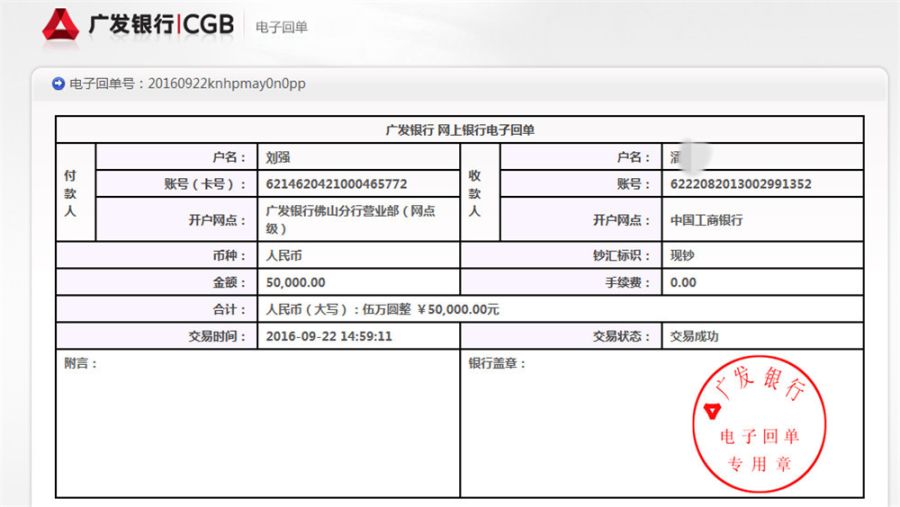 广发银行|CGB 电子回单
电子回单号：20160922knhpmay0n0pp
广发银行 网上银行电子回单
付款人
户名： 刘强
收款人
户名：
账号（卡号）： 6214620421000465772
账号： 6222082013002991352
开户网点： 广发银行佛山分行营业部（网点
级）
开户网点： 中国工商银行
币种： 人民币
钞汇标识： 现钞
金额： 50,000.00
手续费： 0.00
合计： 人民币（大写）：伍万圆整 ￥50,000.00元
交易时间： 2016-09-22 14:59:11
交易状态： 交易成功
附言：
银行盖章：
广发银行
电子回单
专用章